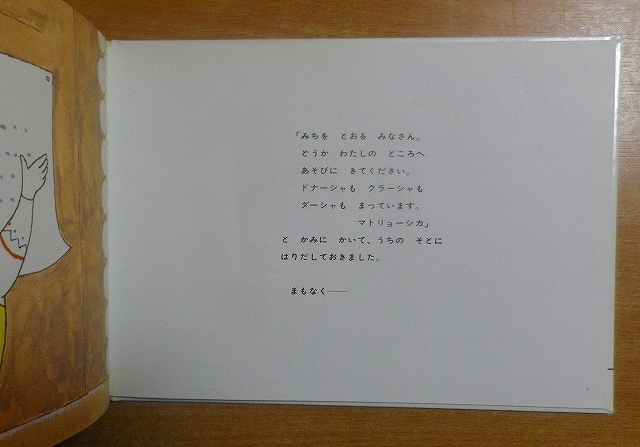 「みちを　とおる　みなさん。
どうか　わたしの　ところへ
あそびに　きてください。
ドナーシャも　クラーシャも
ダーシャも　まっています。
マトリョーシカ」
と　かみに　かいて、うちの　そとに
はりだしておきました。
まもなく――